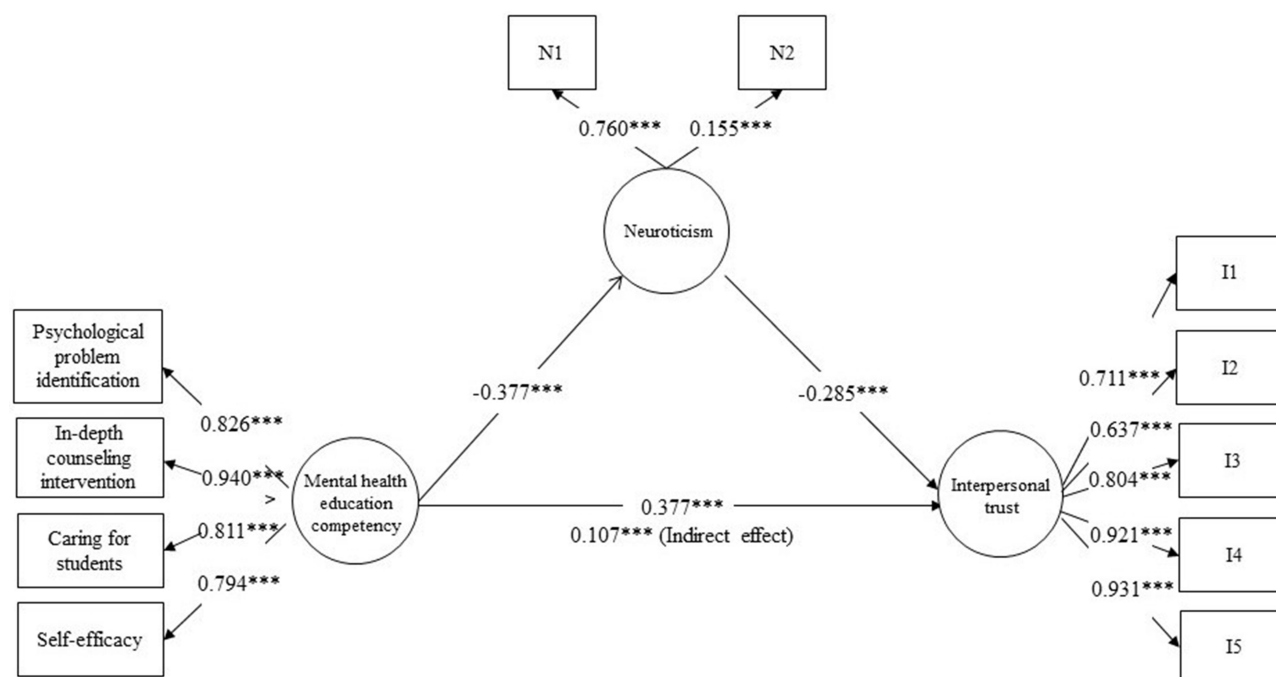 N1
N2
0.760***
0.155***
Neuroticism
I1
Psychological
problem
identification
I2
-0.377***
-0.285***
0.711***
0.826***
In-depth
counseling
intervention
0.637***
I3
0.940***
Mental health
education
competency
Interpersonal
trust
0.804***
0.377***
0.107*** (Indirect effect)
Caring for
students
0.811***
0.921***
I4
0.794***
0.931***
Self-efficacy
I5